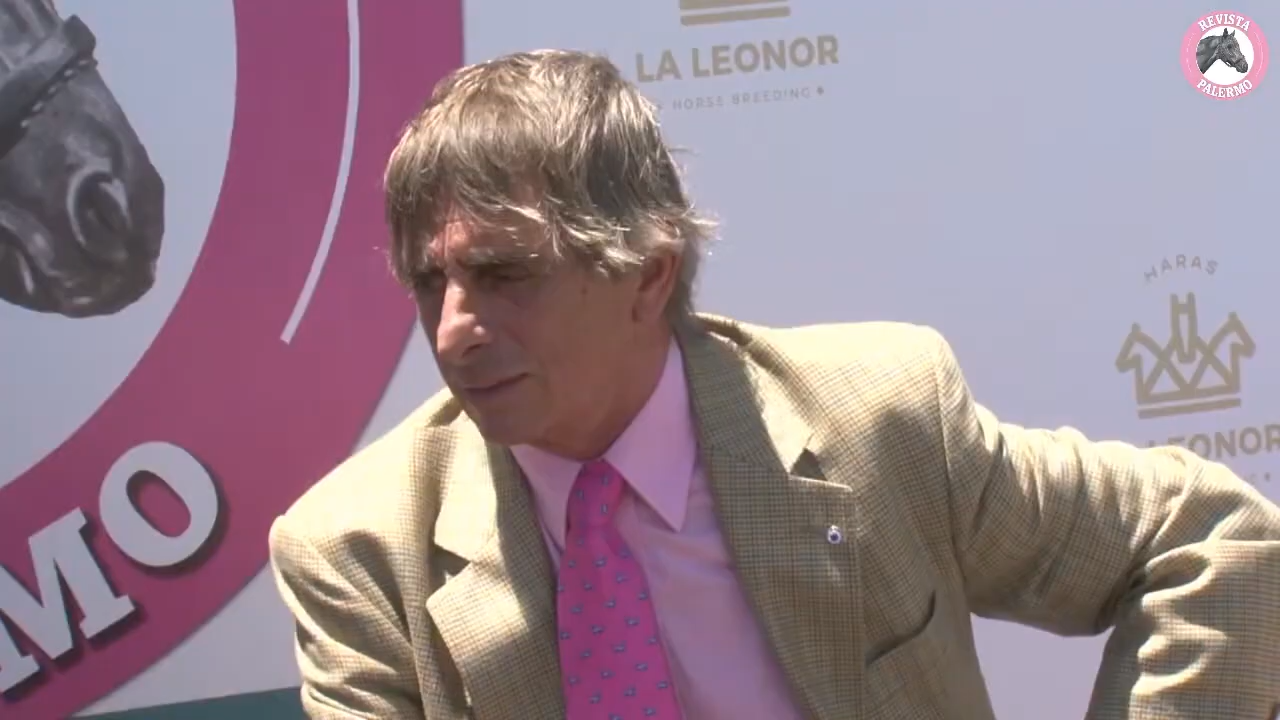 MO
LA LEONOR
HORSE BREEDING
HARAS
LEONOR
REVISTA
PALERMO